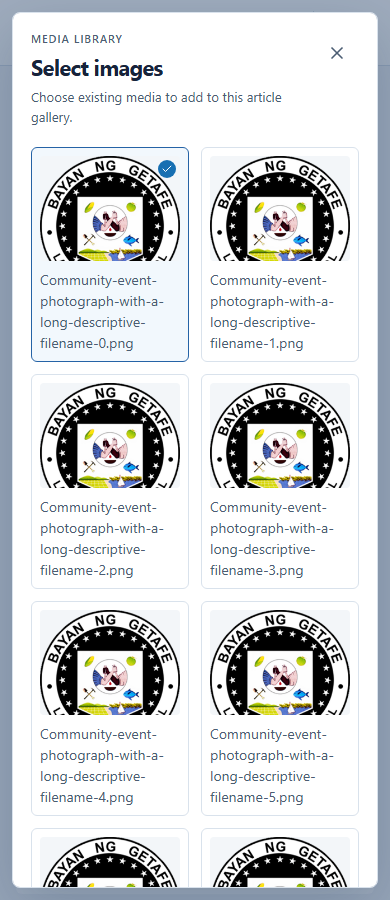 MEDIA LIBRARY
Select images
Choose existing media to add to this article
gallery.
BAYAN NG GETAFE
BAYAN NG GETAFE
Community-event-
photograph-with-a-
long-descriptive-
filename-0.png
Community-event-
photograph-with-a-
long-descriptive-
filename-1.png
BAYAN NG GETAFE
BAYAN NG GETAFE
Community-event-
photograph-with-a-
long-descriptive-
filename-2.png
Community-event-
photograph-with-a-
long-descriptive-
filename-3.png
BAYAN NG GETAFE
BAYAN NG GETAFE
Community-event-
photograph-with-a-
long-descriptive-
filename-4.png
Community-event-
photograph-with-a-
long-descriptive-
filename-5.png
BAYAN NG GETAFE
BAYAN NG GETAFE